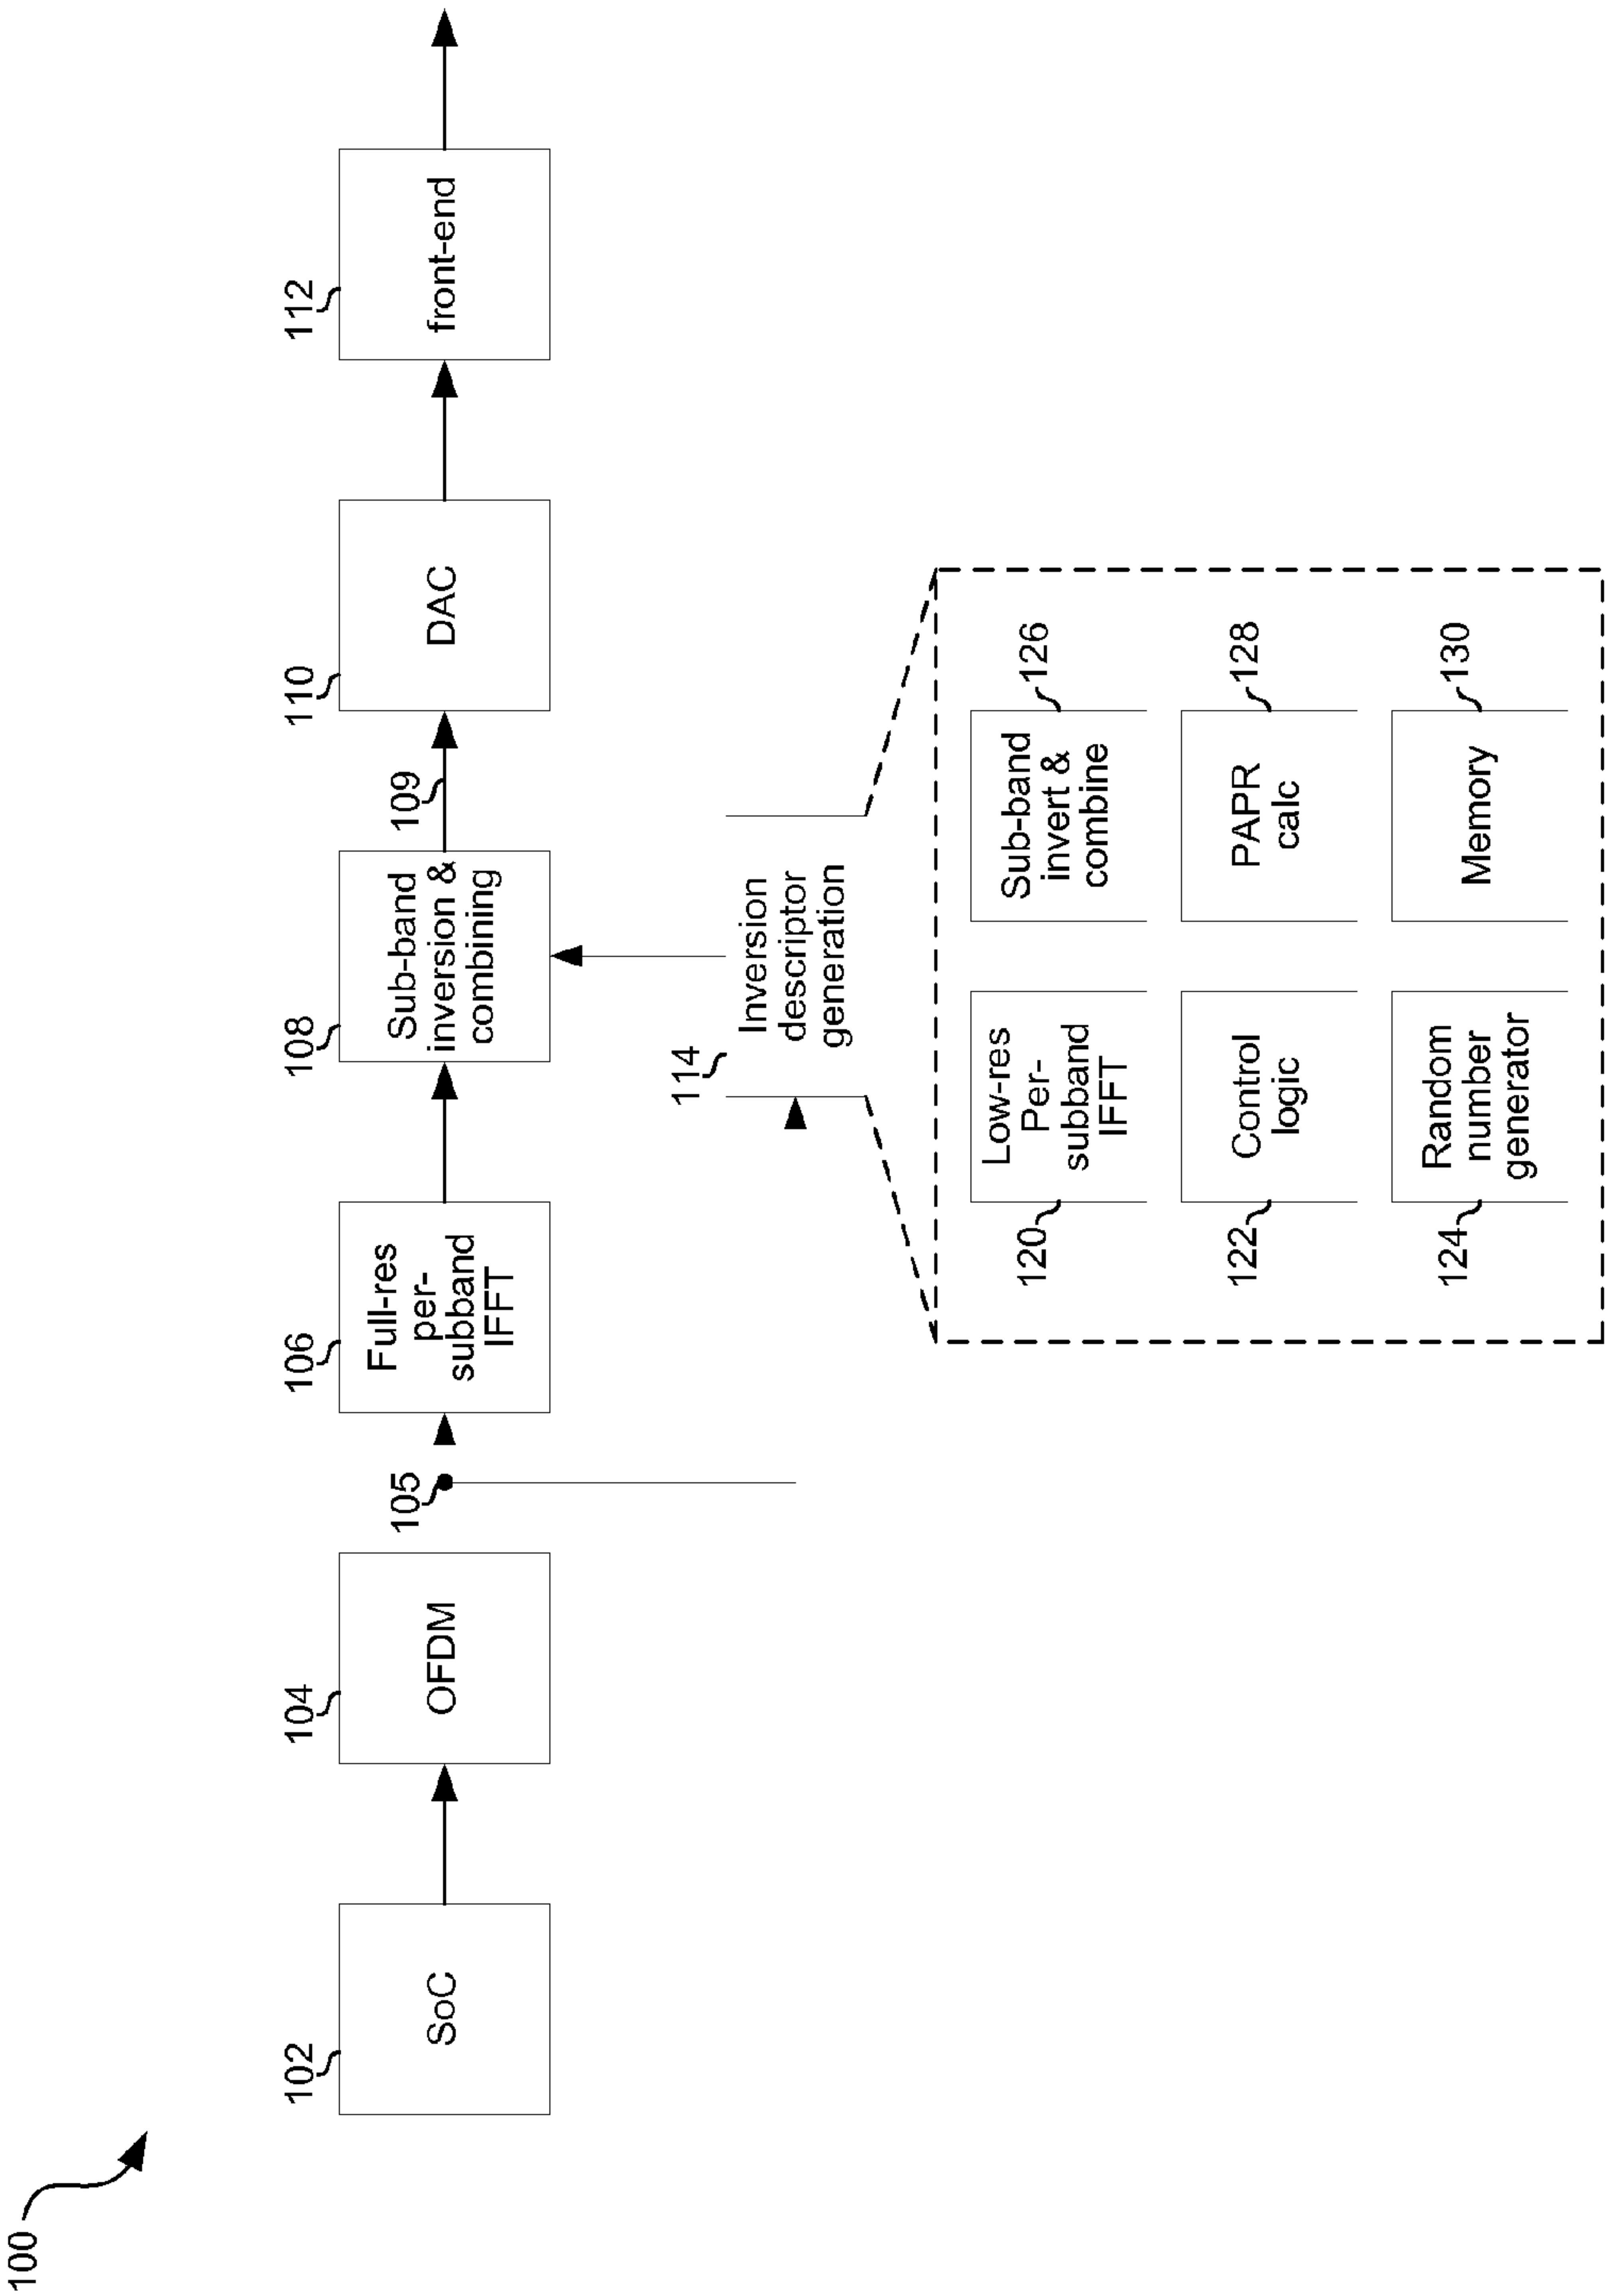 100
102
SoC
104
OFDM
105
106
Full-res
per-
subband
IFFT
108
Sub-band
inversion &
combining
109
110
DAC
112
front-end
114
Inversion
descriptor
generation
120
Low-res
Per-
subband
IFFT
Sub-band
invert &
combine
126
122
Control
logic
PAPR
calc
128
124
Random
number
generator
Memory
130